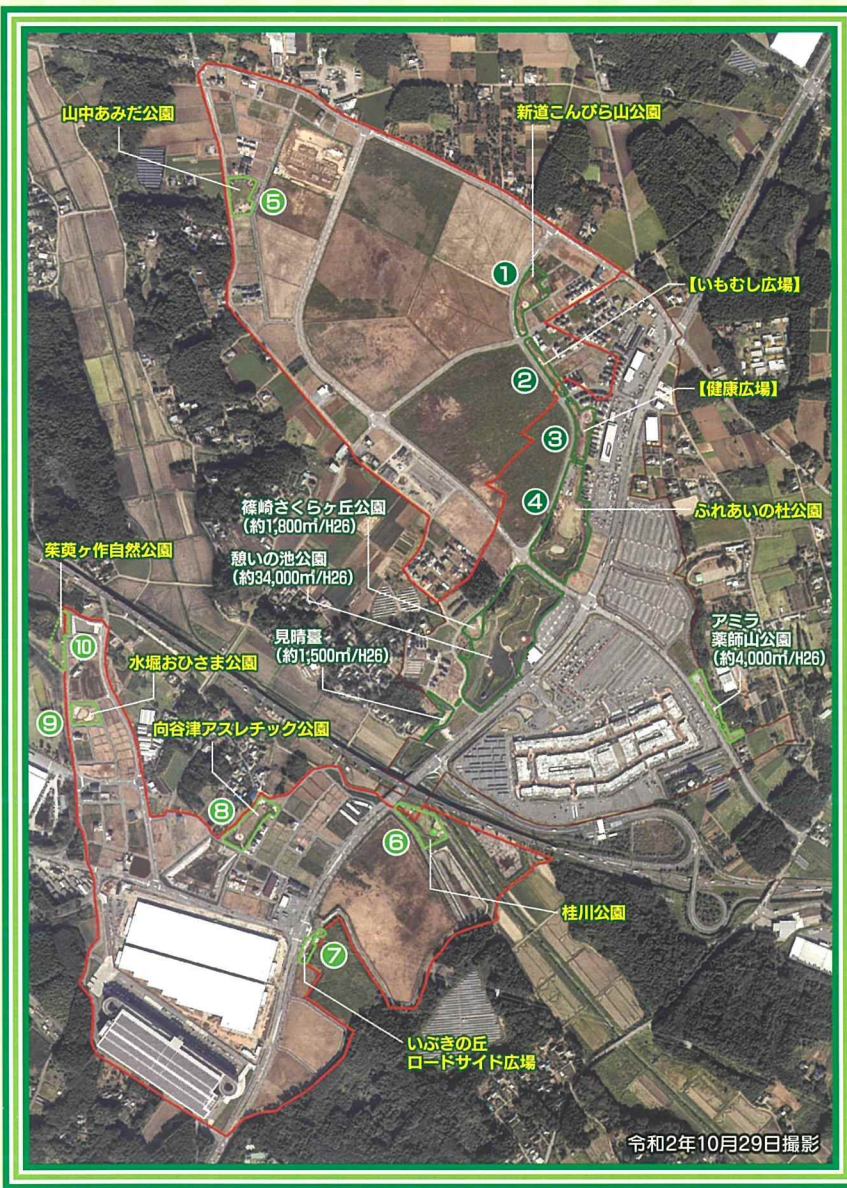 山中あみだ公園
⑤
新道こんぴら山公園
①
【いもむし広場】
②
【健康広場】
③
④
ふれあいの杜公園
篠崎さくらヶ丘公園
(約1,800㎡/H26)
憩いの池公園
(約34,000㎡/H26)
見晴臺
(約1,500㎡/H26)
アミラ
薬師山公園
(約4,000㎡/H26)
茱萸ヶ作自然公園
⑩
水堀おひさま公園
⑨
向谷津アスレチック公園
⑧
⑥
桂川公園
⑦
いぶきの丘
ロードサイド広場
令和2年10月29日撮影